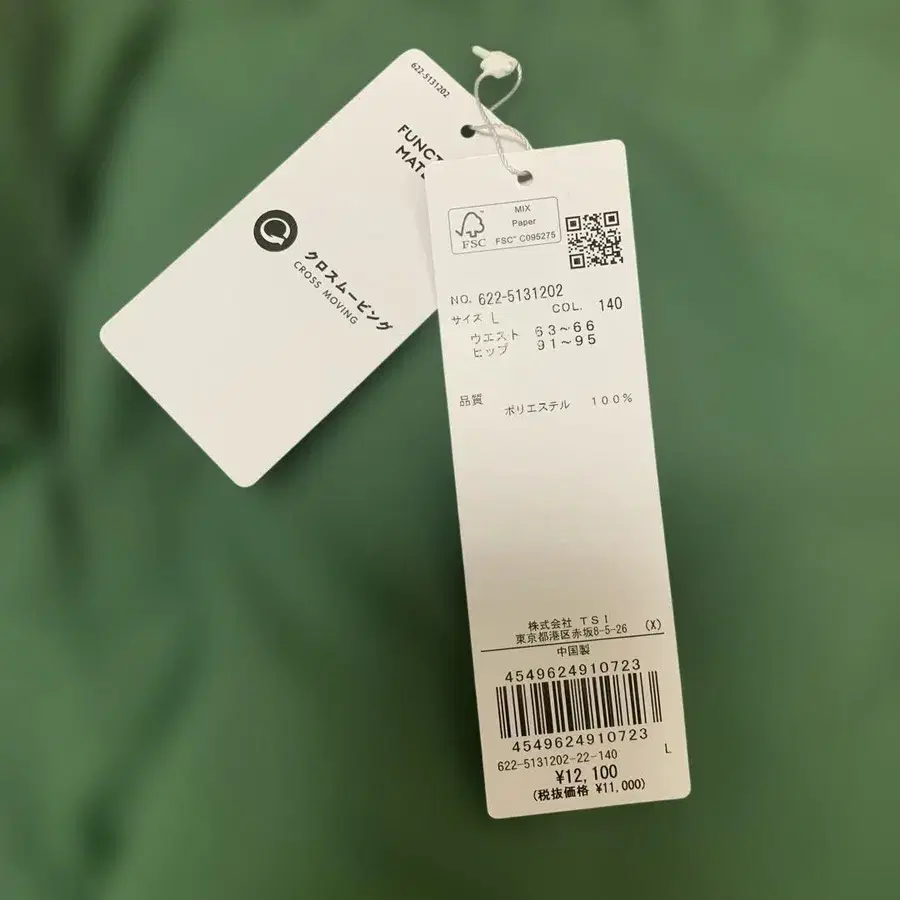 622-5131202
FUNCT
MATE
クロスムービング
CROSS MOVING
MIX
Paper
FSC
FSC™ C095275
NO. 622-5131202
COL. 140
サイズ L
ウエスト 63〜66
ヒップ 91〜95
品質
ポリエステル 100%
株式会社 TSI
東京都港区赤坂8-5-26 (X)
中国製
4549624910723
4549624910723
622-5131202-22-140 L
¥12,100
(税抜価格 ¥11,000)